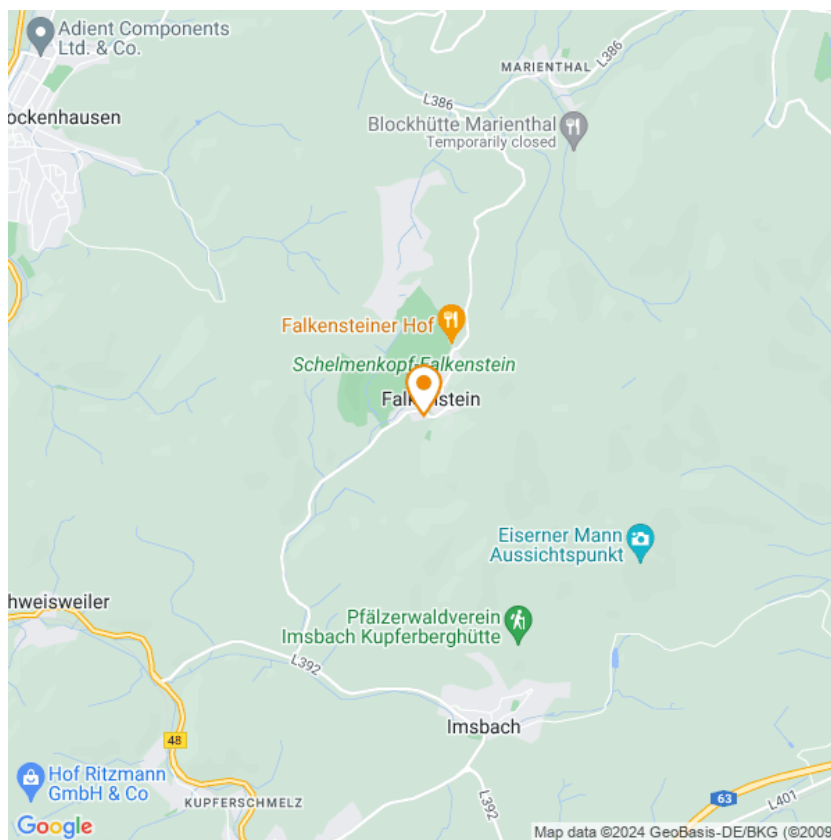 Adient Components
Ltd. & Co.
L386
MARIENTHAL
L386
ockenhausen
Blockhütte Marienthal
Temporarily closed
Falkensteiner Hof
Schelmenkopf-Falkenstein
Falkenstein
Eiserner Mann
Aussichtspunkt
hweisweiler
Pfälzerwaldverein
Imsbach Kupferberghütte
L392
Imsbach
48
Hof Ritzmann
GmbH & Co
KUPFERSCHMELZ
63
L401
L392
Google
Map data ©2024 GeoBasis-DE/BKG (©2009